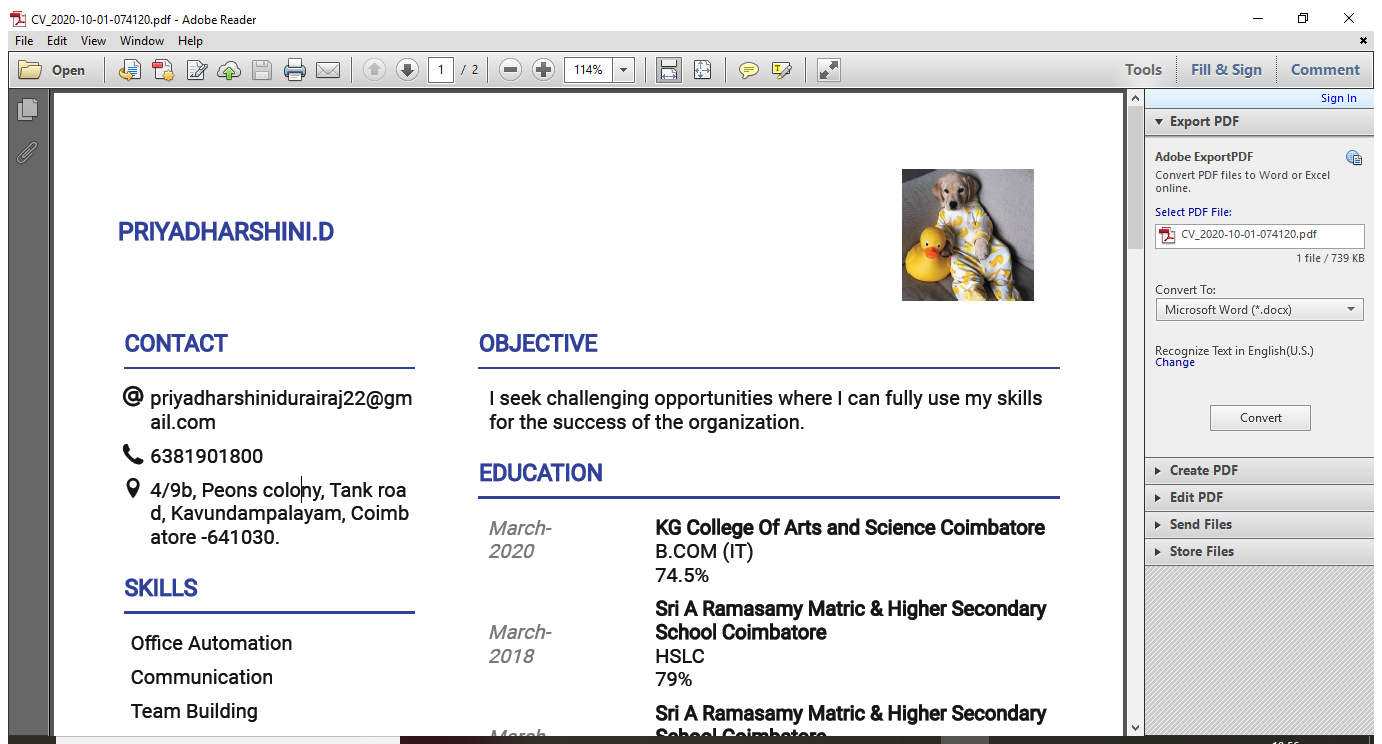 CV_2020-10-01-074120.pdf - Adobe Reader
File Edit View Window Help
Open 1 / 2 114% Tools Fill & Sign Comment
Sign In
Export PDF
Adobe ExportPDF
Convert PDF files to Word or Excel
online.
Select PDF File:
CV_2020-10-01-074120.pdf
1 file / 739 KB
Convert To:
Microsoft Word (*.docx)
Recognize Text in English(U.S.)
Change
Convert
Create PDF
Edit PDF
Send Files
Store Files
PRIYADHARSHINI.D
CONTACT
@ priyadharshinidurairaj22@gm
ail.com
6381901800
4/9b, Peons colony, Tank roa
d, Kavundampalayam, Coimb
atore -641030.
SKILLS
Office Automation
Communication
Team Building
OBJECTIVE
I seek challenging opportunities where I can fully use my skills
for the success of the organization.
EDUCATION
March-
2020
KG College Of Arts and Science Coimbatore
B.COM (IT)
74.5%
March-
2018
Sri A Ramasamy Matric & Higher Secondary
School Coimbatore
HSLC
79%
March-
Sri A Ramasamy Matric & Higher Secondary
School Coimbatore